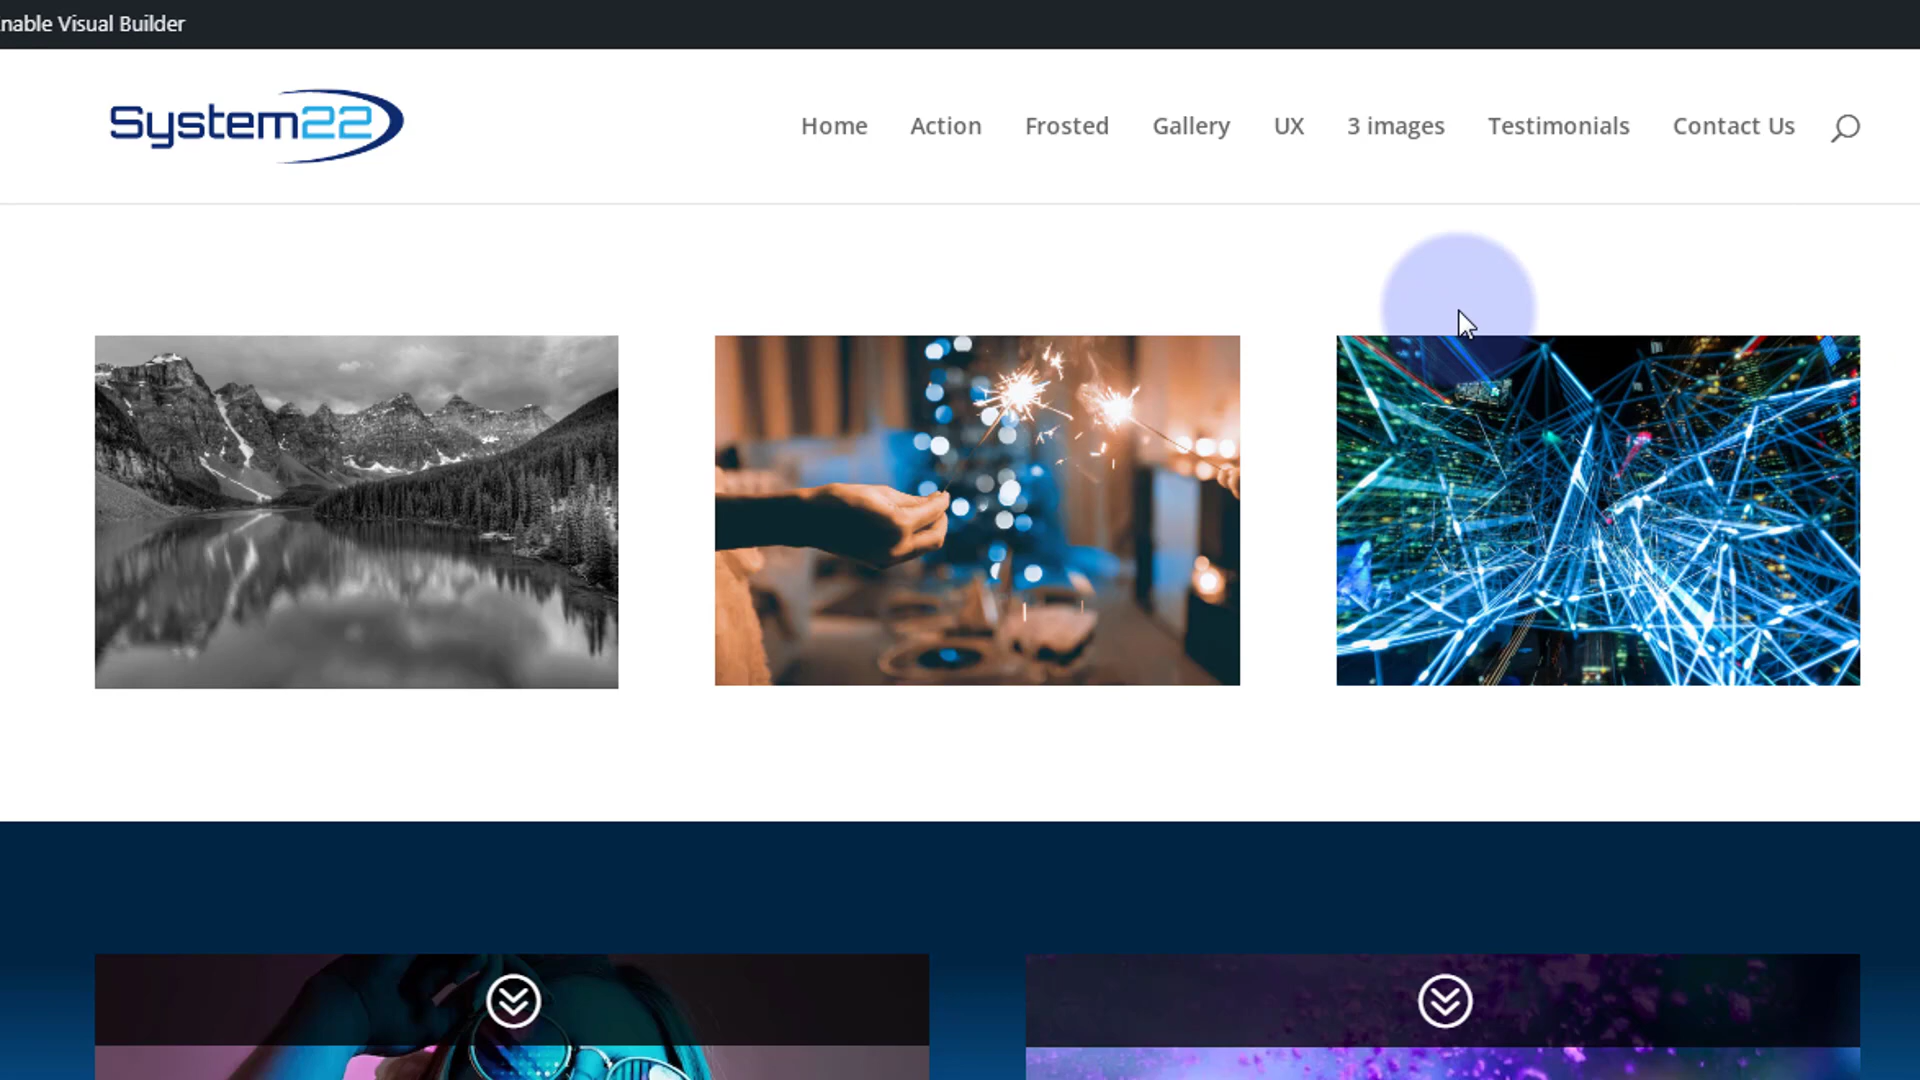 nable Visual Builder
System22
Home Action Frosted Gallery UX 3 images Testimonials Contact Us